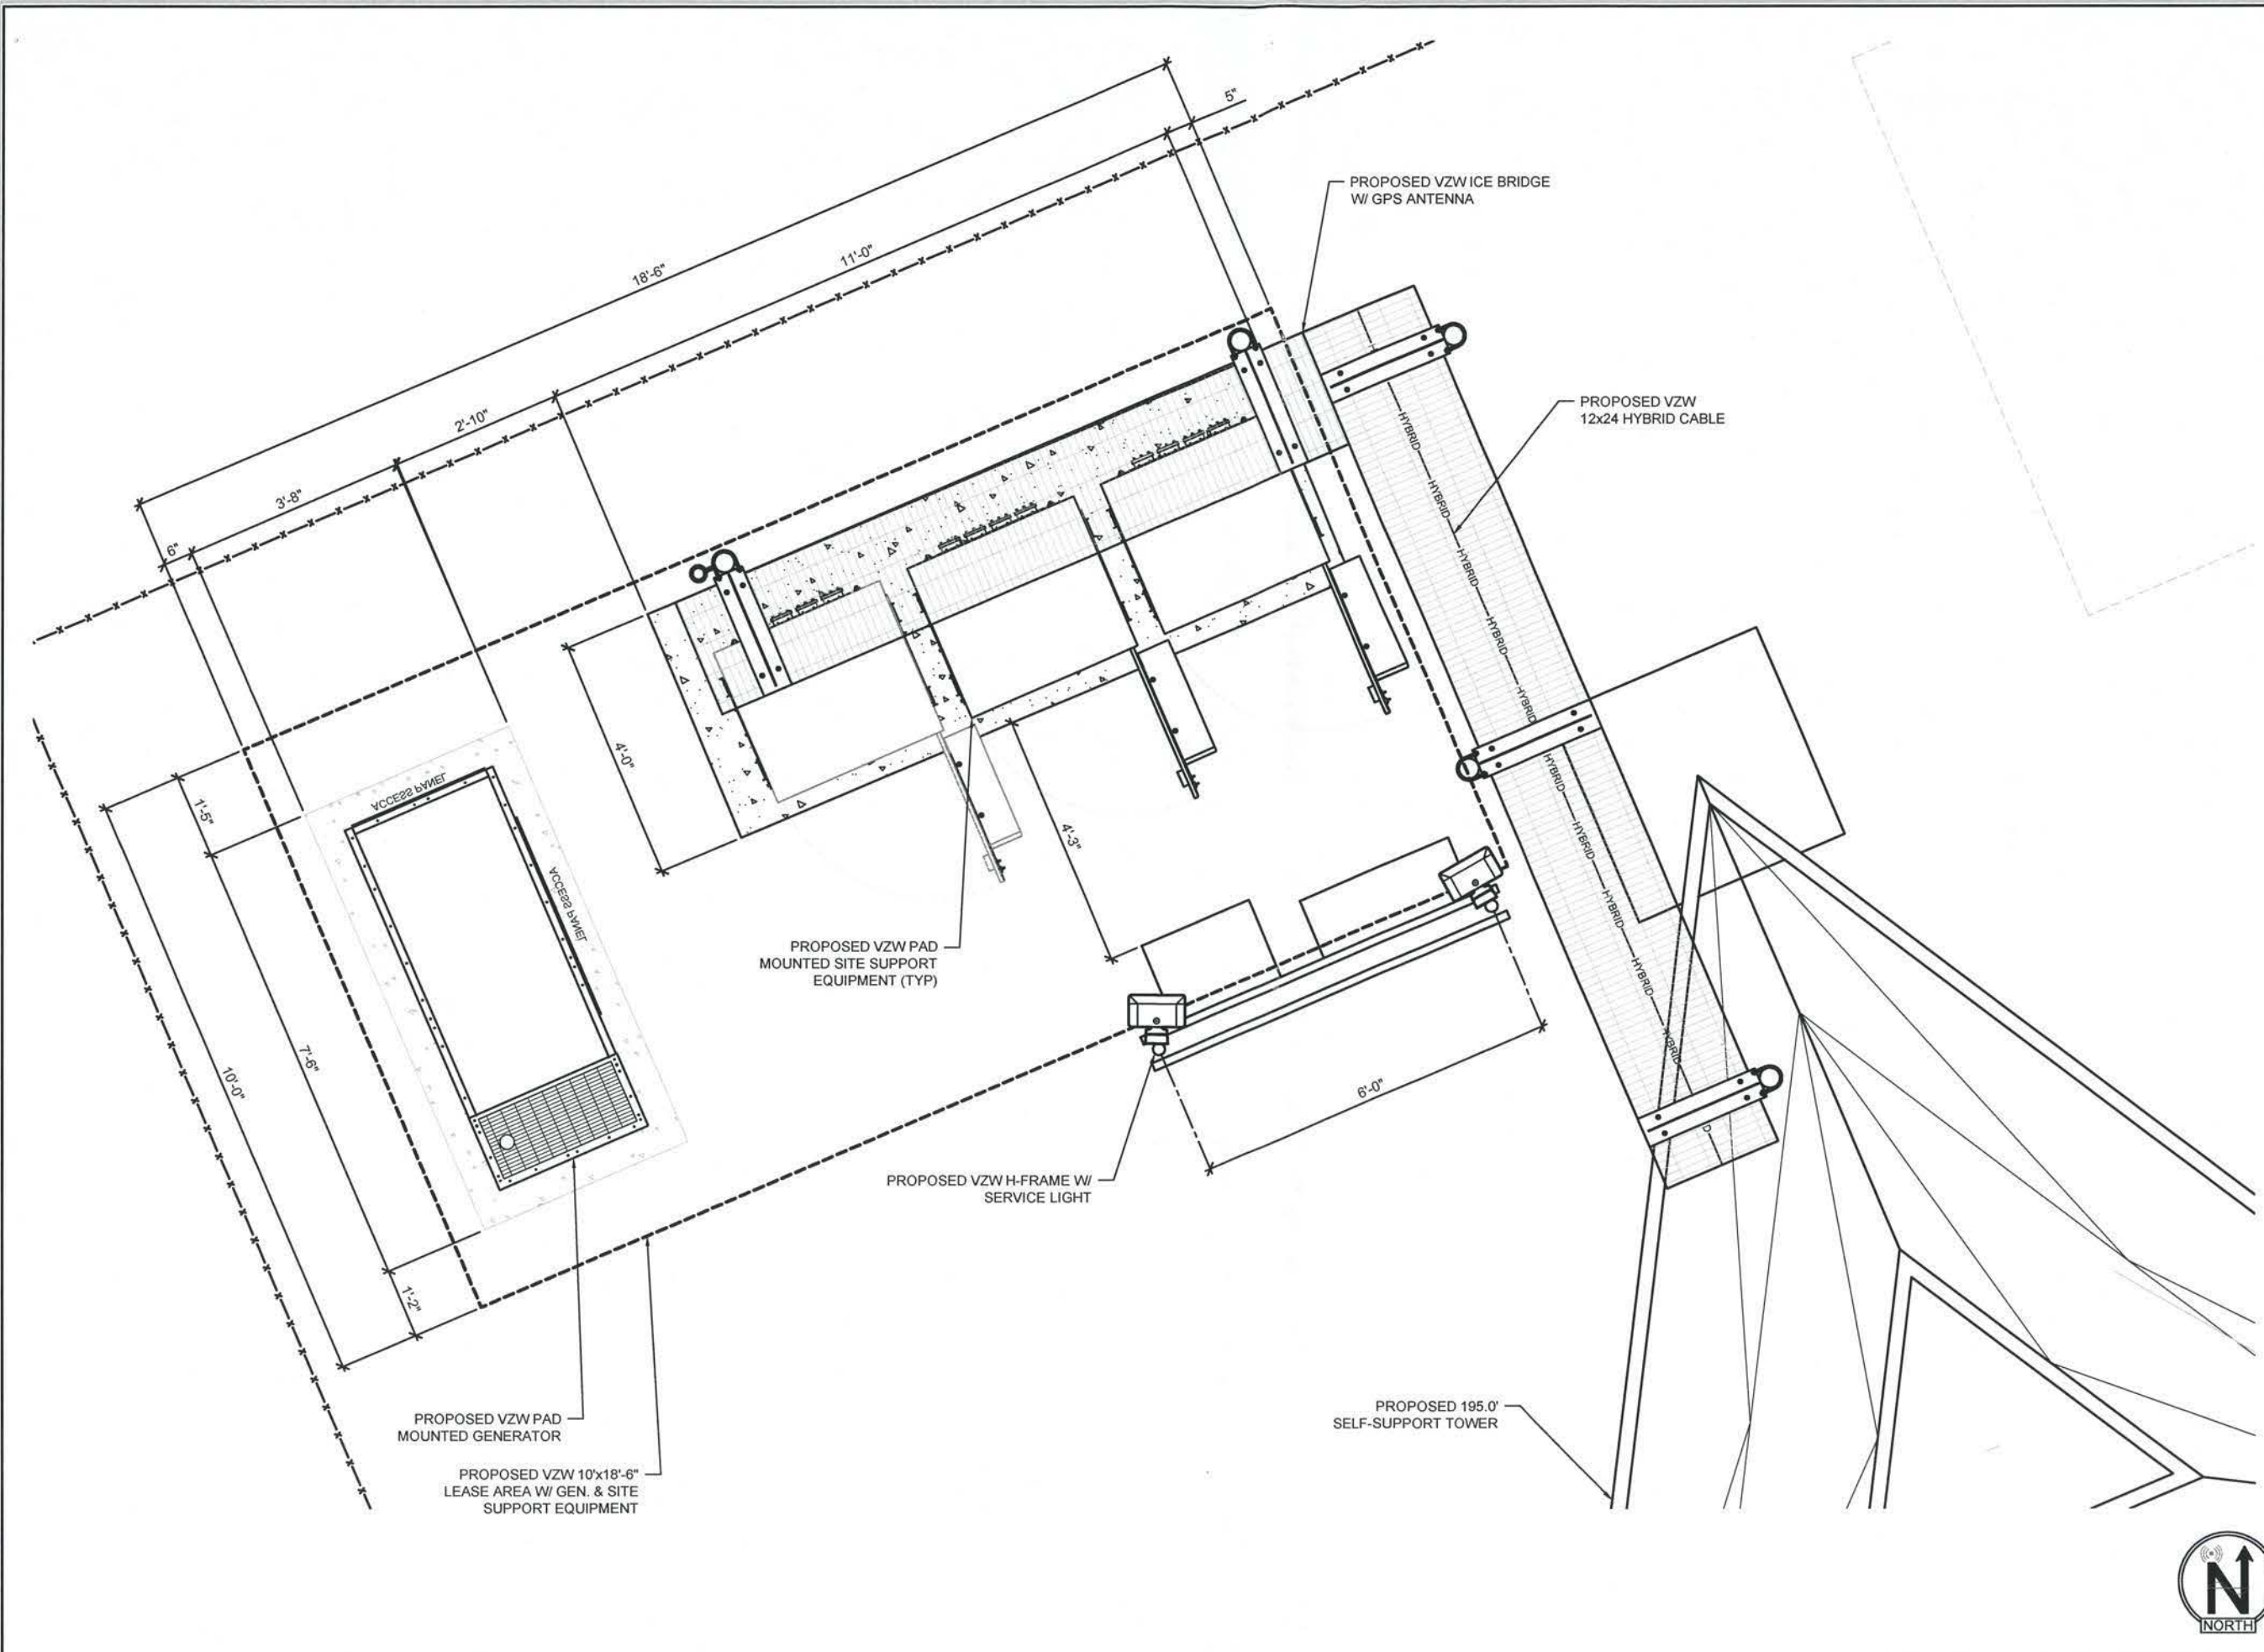 5"
PROPOSED VZW ICE BRIDGE
W/ GPS ANTENNA
11'-0"
18'-6"
PROPOSED VZW
12x24 HYBRID CABLE
2'-10"
3'-8"
6"
HYBRID
HYBRID
HYBRID
HYBRID
HYBRID
HYBRID
HYBRID
HYBRID
HYBRID
HYBRID
HYBRID
4'-0"
ACCESS PANEL
ACCESS PANEL
1'-5"
4'-3"
PROPOSED VZW PAD
MOUNTED SITE SUPPORT
EQUIPMENT (TYP)
7'-6"
10'-0"
6'-0"
PROPOSED VZW H-FRAME W/
SERVICE LIGHT
1'-2"
PROPOSED VZW PAD
MOUNTED GENERATOR
PROPOSED 195.0'
SELF-SUPPORT TOWER
PROPOSED VZW 10'x18'-6"
LEASE AREA W/ GEN. & SITE
SUPPORT EQUIPMENT
N
NORTH